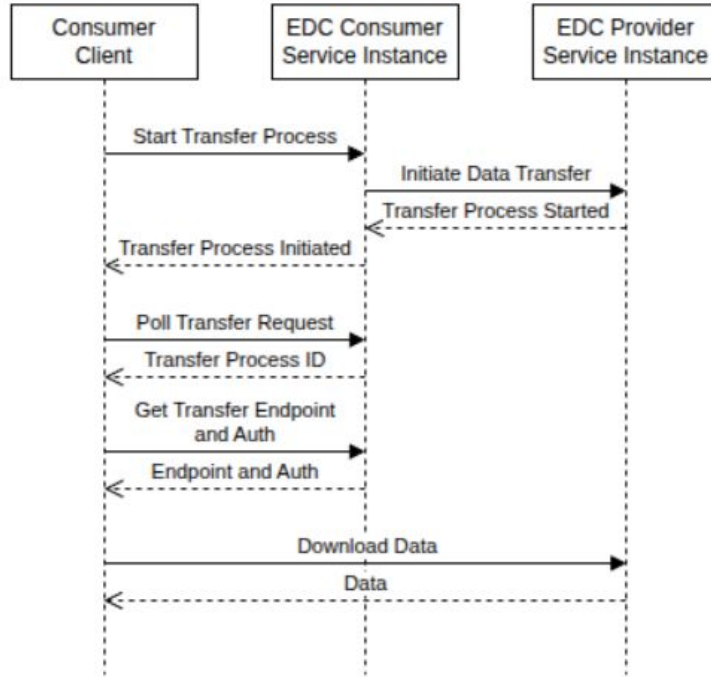 Consumer
Client
EDC Consumer
Service Instance
EDC Provider
Service Instance
Start Transfer Process
Initiate Data Transfer
Transfer Process Started
Transfer Process Initiated
Poll Transfer Request
Transfer Process ID
Get Transfer Endpoint
and Auth
Endpoint and Auth
Download Data
Data